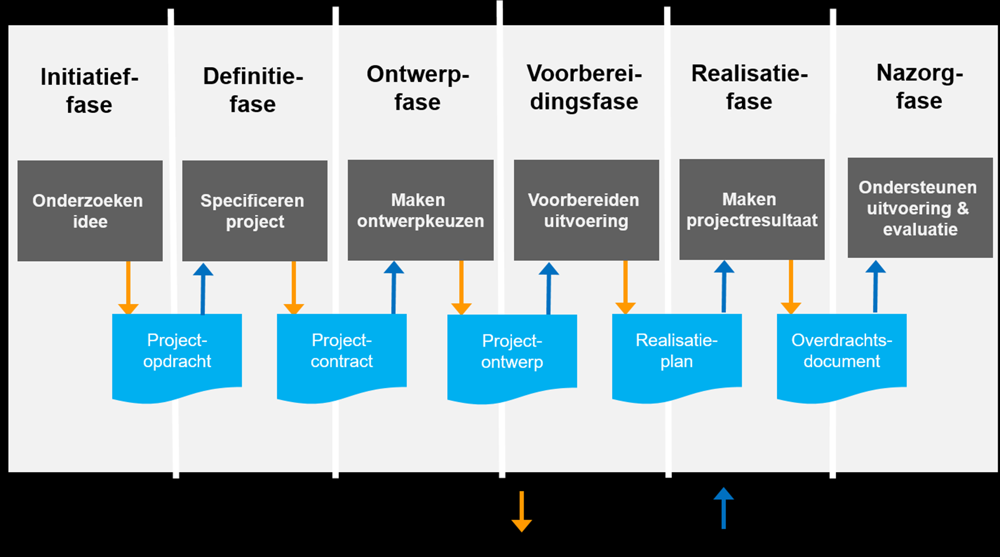 Initiatief-
fase
Definitie-
fase
Ontwerp-
fase
Voorberei-
dingsfase
Realisatie-
fase
Nazorg-
fase
Onderzoeken
idee
Specificeren
project
Maken
ontwerpkeuzen
Voorbereiden
uitvoering
Maken
projectresultaat
Ondersteunen
uitvoering &
evaluatie
Project-
opdracht
Project-
contract
Project-
ontwerp
Realisatie-
plan
Overdrachts-
document